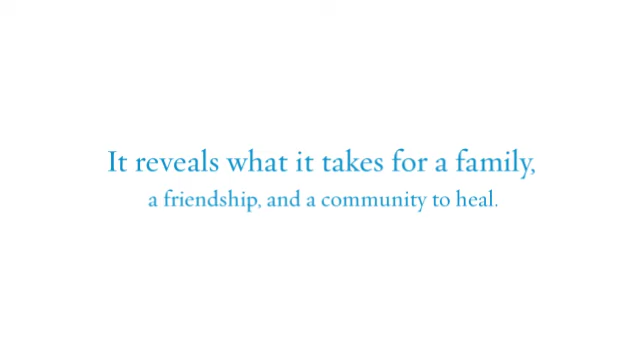 It reveals what it takes for a family,
a friendship, and a community to heal.